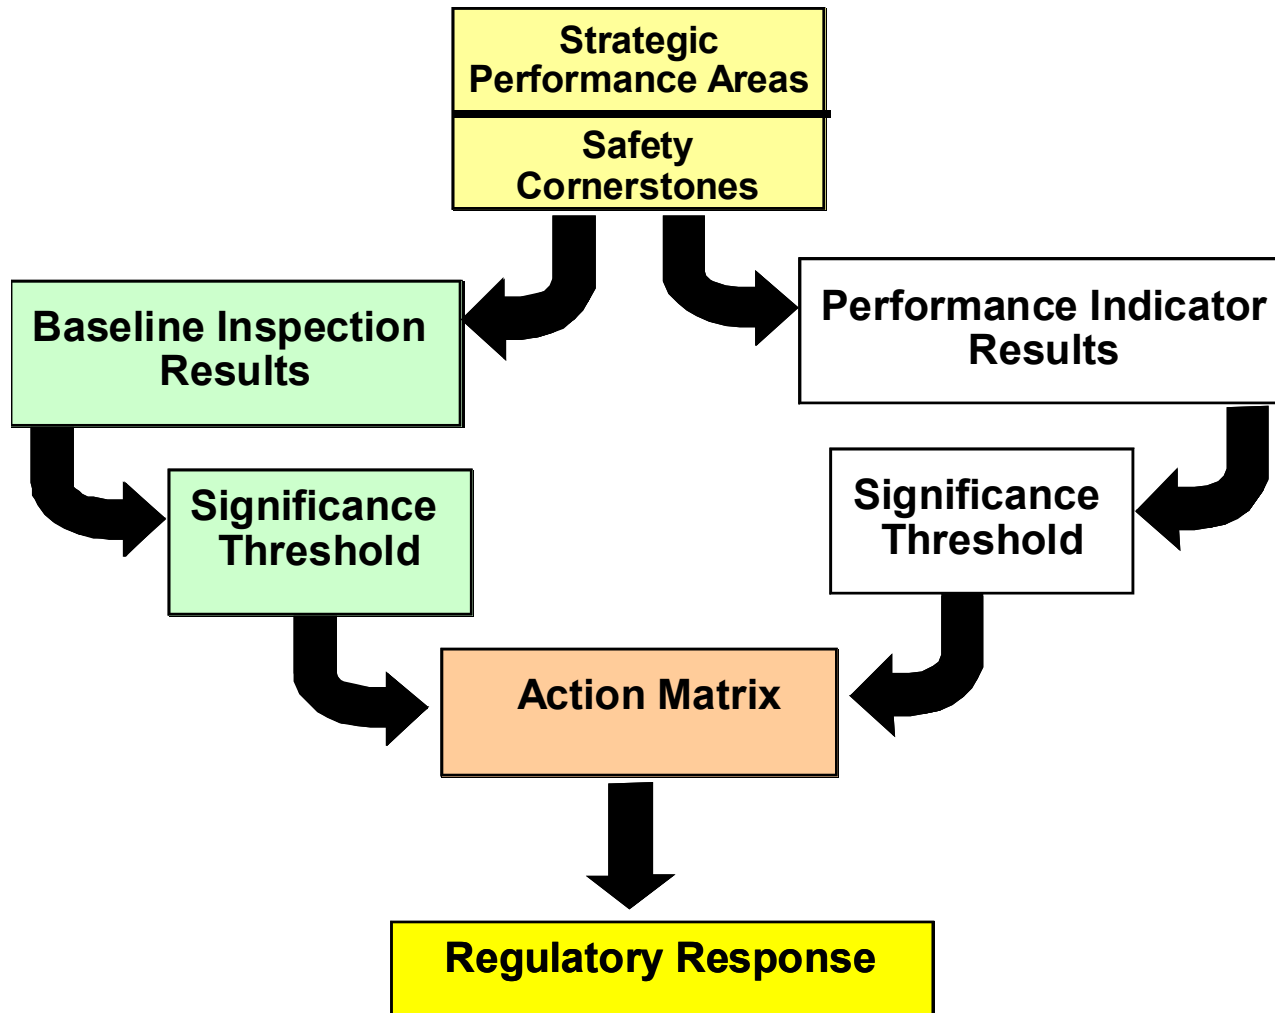 Strategic
Performance Areas
Safety
Cornerstones
Baseline Inspection
Results
Performance Indicator
Results
Significance
Threshold
Significance
Threshold
Action Matrix
Regulatory Response